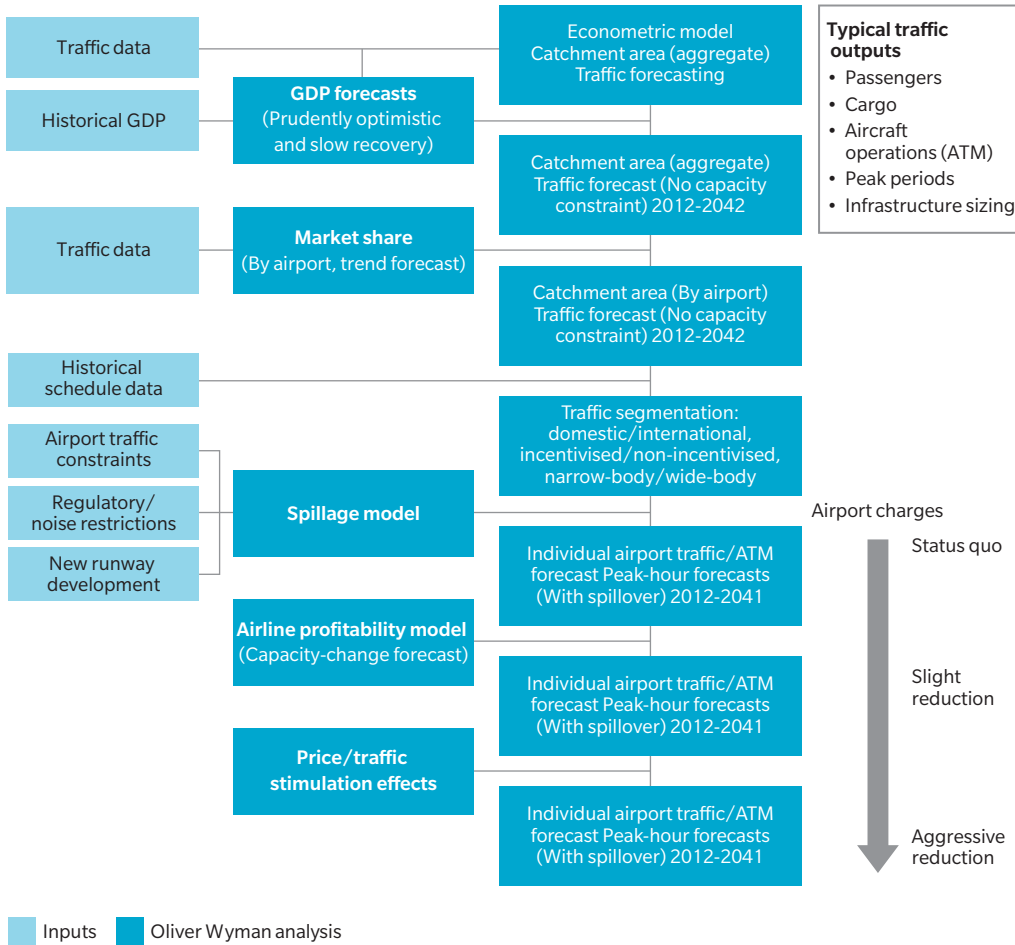 Traffic data
Econometric model
Catchment area (aggregate)
Traffic forecasting
Historical GDP
GDP forecasts
(Prudently optimistic
and slow recovery)
Catchment area (aggregate)
Traffic forecast (No capacity
constraint) 2012-2042
Traffic data
Market share
(By airport, trend forecast)
Catchment area (By airport)
Traffic forecast (No capacity
constraint) 2012-2042
Historical
schedule data
Traffic segmentation:
domestic/international,
incentivised/non-incentivised,
narrow-body/wide-body
Airport traffic
constraints
Regulatory/
noise restrictions
New runway
development
Spillage model
Individual airport traffic/ATM
forecast Peak-hour forecasts
(With spillover) 2012-2041
Airline profitability model
(Capacity-change forecast)
Individual airport traffic/ATM
forecast Peak-hour forecasts
(With spillover) 2012-2041
Price/traffic
stimulation effects
Individual airport traffic/ATM
forecast Peak-hour forecasts
(With spillover) 2012-2041
Typical traffic
outputs
• Passengers
• Cargo
• Aircraft
operations (ATM)
• Peak periods
• Infrastructure sizing
Airport charges
Status quo
Slight
reduction
Aggressive
reduction
Inputs
Oliver Wyman analysis